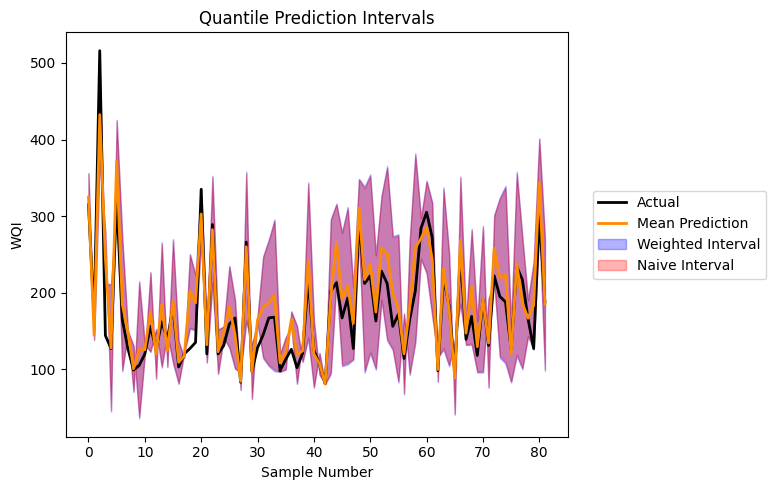 Quantile Prediction Intervals
WQI
500
400
300
200
100
0 10 20 30 40 50 60 70 80
Sample Number
Actual
Mean Prediction
Weighted Interval
Naive Interval